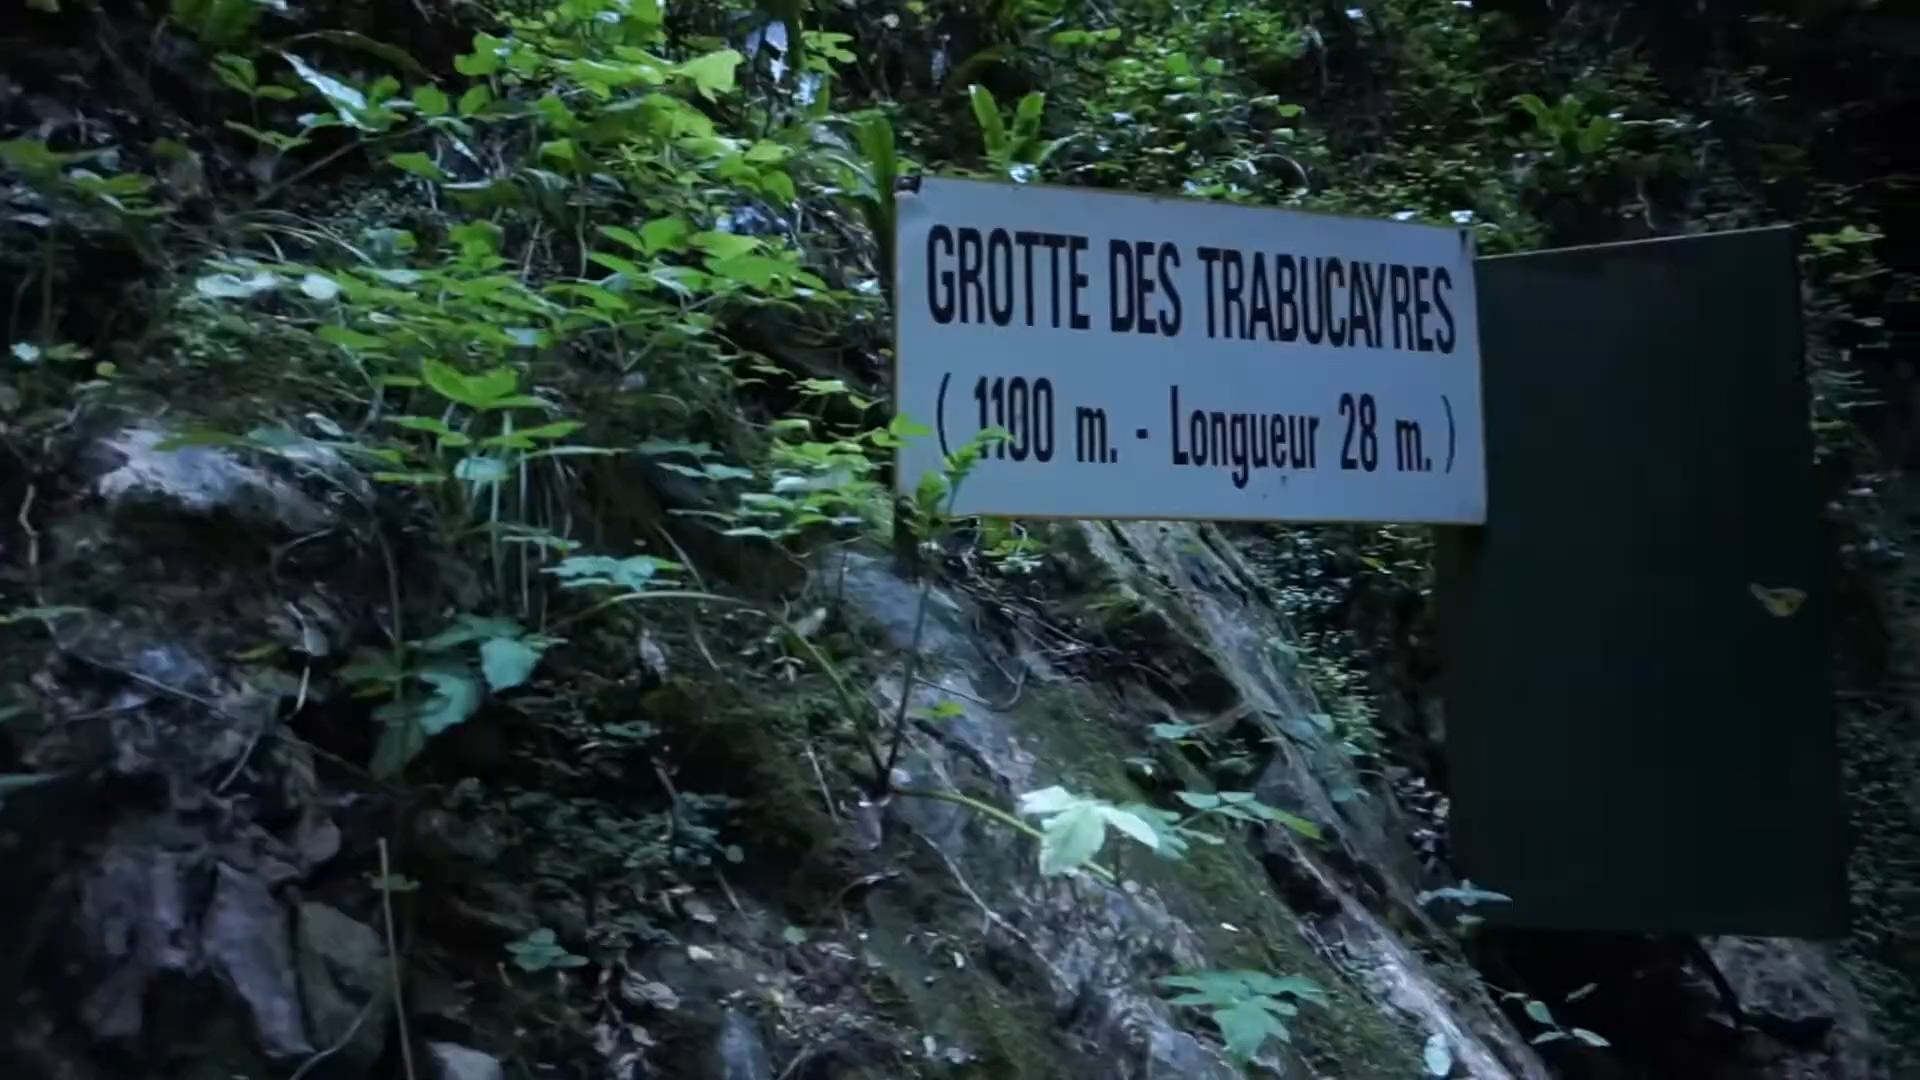 GROTTE DES TRABUCAYRES
( 1100 m. - Longueur 28 m. )